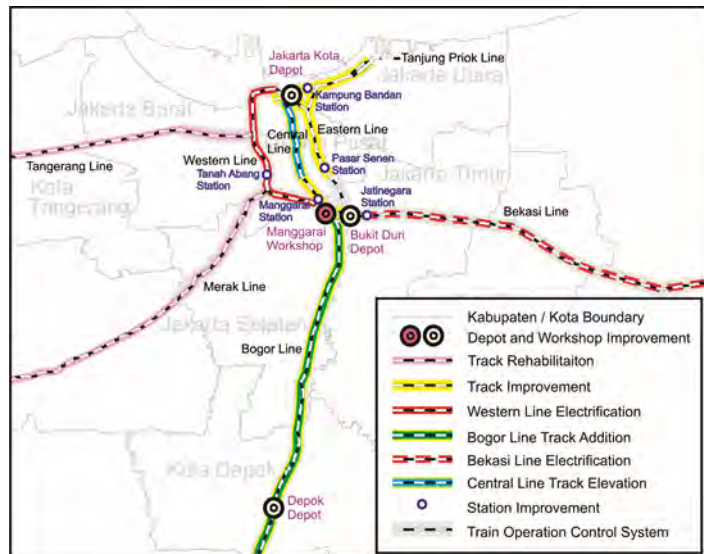 Tanjung Priok Line
Jakarta Utara
Jakarta Kota
Depot
Kampung Bandan
Station
Jakarta Barat
Eastern Line
Central
Line
Pusat
Pasar Senen
Station
Jakarta Timur
Western Line
Tanah Abang
Station
Tangerang Line
Kota
Tangerang
Jatinegara
Station
Manggarai
Station
Bekasi Line
Manggarai
Workshop
Bukit Duri
Depot
Merak Line
Jakarta Selatan
Bogor Line
Kota Depok
Depok
Depot
Kabupaten / Kota Boundary
Depot and Workshop Improvement
Track Rehabilitaiton
Track Improvement
Western Line Electrification
Bogor Line Track Addition
Bekasi Line Electrification
Central Line Track Elevation
Station Improvement
Train Operation Control System